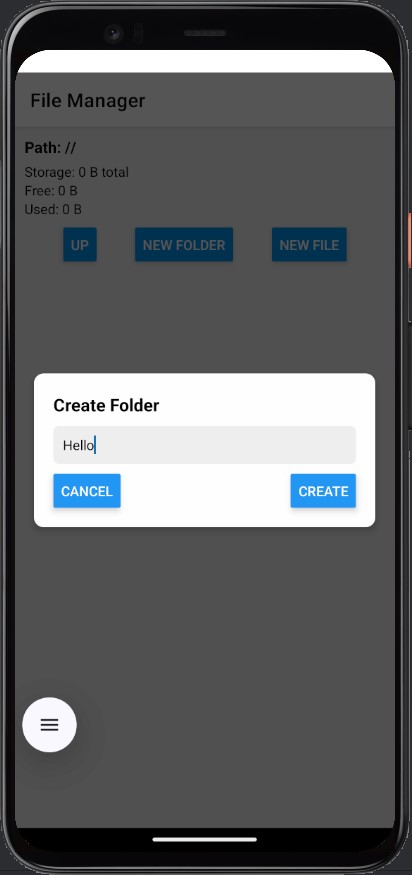 File Manager
Path: //
Storage: 0 B total
Free: 0 B
Used: 0 B
UP NEW FOLDER NEW FILE
Create Folder
Hello
CANCEL CREATE